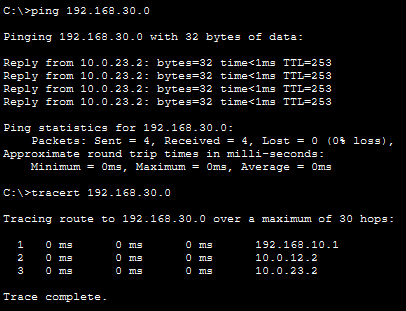 C:\>ping 192.168.30.0
Pinging 192.168.30.0 with 32 bytes of data:
Reply from 10.0.23.2: bytes=32 time<1ms TTL=253
Reply from 10.0.23.2: bytes=32 time<1ms TTL=253
Reply from 10.0.23.2: bytes=32 time<1ms TTL=253
Reply from 10.0.23.2: bytes=32 time<1ms TTL=253
Ping statistics for 192.168.30.0:
    Packets: Sent = 4, Received = 4, Lost = 0 (0% loss),
Approximate round trip times in milli-seconds:
    Minimum = 0ms, Maximum = 0ms, Average = 0ms
C:\>tracert 192.168.30.0
Tracing route to 192.168.30.0 over a maximum of 30 hops:
  1   0 ms      0 ms      0 ms      192.168.10.1
  2   0 ms      0 ms      0 ms      10.0.12.2
  3   0 ms      0 ms      0 ms      10.0.23.2
Trace complete.